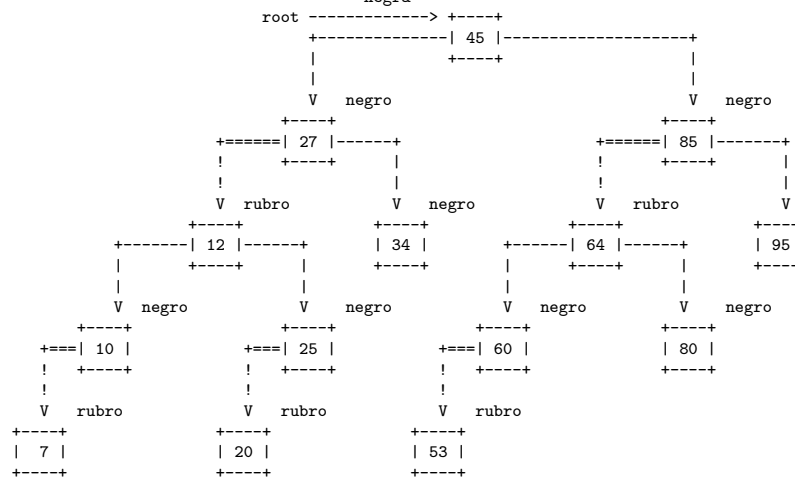 root -------------> 45
negro negro
27 85
rubro negro rubro
12 34 64 95
negro negro negro negro
10 25 60 80
rubro rubro rubro
7 20 53